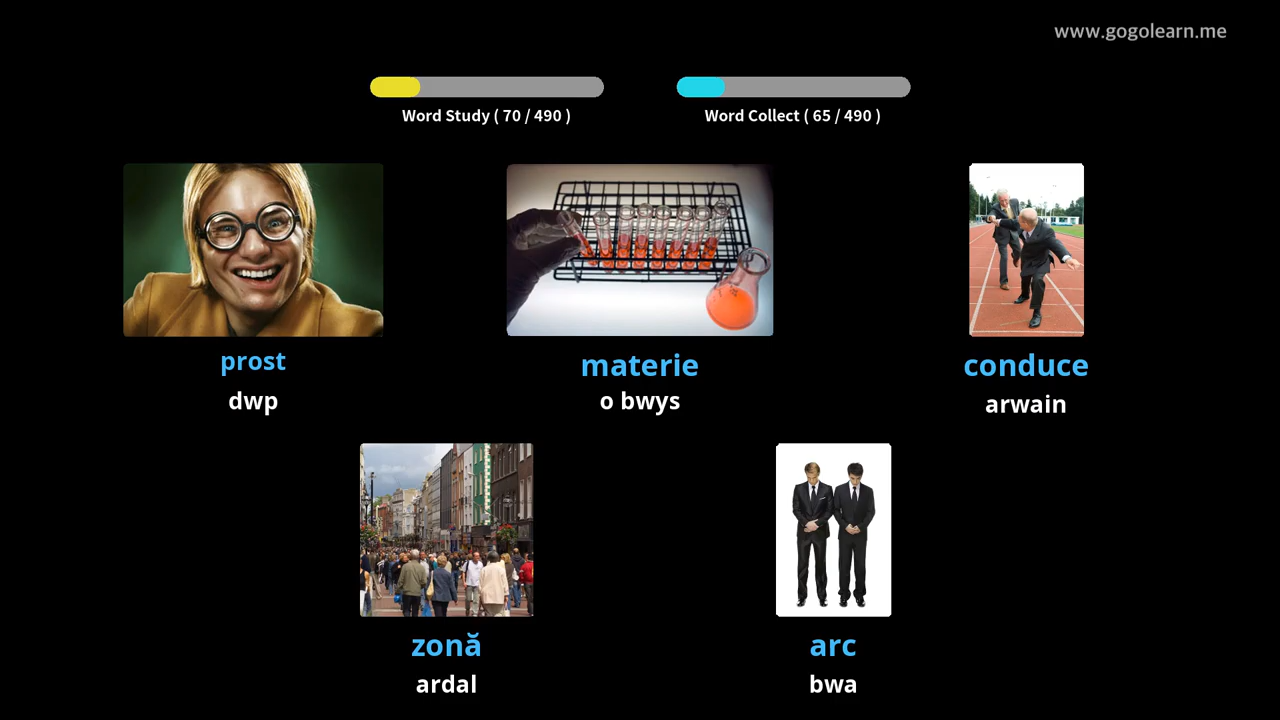 www.gogolearn.me
Word Study ( 70 / 490 )
Word Collect ( 65 / 490 )
prost
dwp
materie
o bwys
conduce
arwain
zonă
ardal
arc
bwa